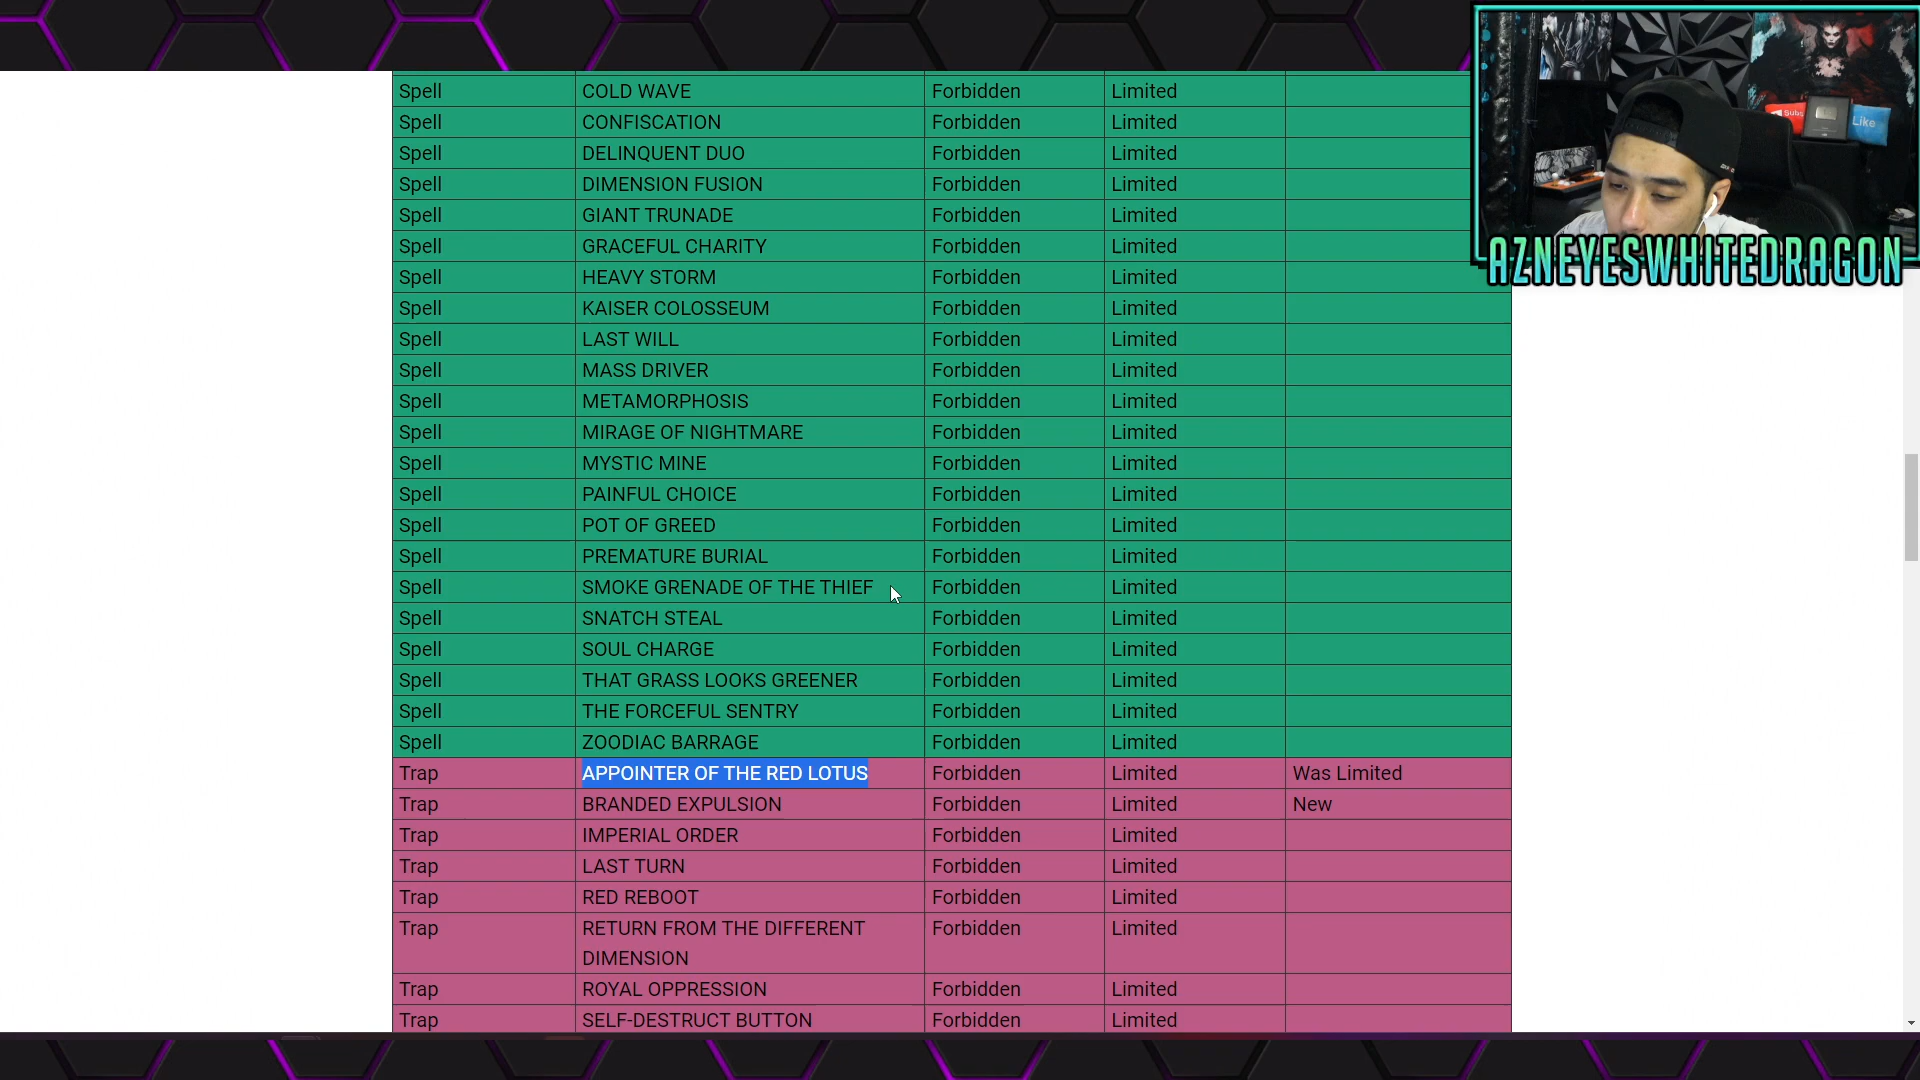 Spell COLD WAVE Forbidden Limited
Spell CONFISCATION Forbidden Limited
Spell DELINQUENT DUO Forbidden Limited
Spell DIMENSION FUSION Forbidden Limited
Spell GIANT TRUNADE Forbidden Limited
Spell GRACEFUL CHARITY Forbidden Limited
Spell HEAVY STORM Forbidden Limited
Spell KAISER COLOSSEUM Forbidden Limited
Spell LAST WILL Forbidden Limited
Spell MASS DRIVER Forbidden Limited
Spell METAMORPHOSIS Forbidden Limited
Spell MIRAGE OF NIGHTMARE Forbidden Limited
Spell MYSTIC MINE Forbidden Limited
Spell PAINFUL CHOICE Forbidden Limited
Spell POT OF GREED Forbidden Limited
Spell PREMATURE BURIAL Forbidden Limited
Spell SMOKE GRENADE OF THE THIEF Forbidden Limited
Spell SNATCH STEAL Forbidden Limited
Spell SOUL CHARGE Forbidden Limited
Spell THAT GRASS LOOKS GREENER Forbidden Limited
Spell THE FORCEFUL SENTRY Forbidden Limited
Spell ZOODIAC BARRAGE Forbidden Limited
Trap APPOINTER OF THE RED LOTUS Forbidden Limited Was Limited
Trap BRANDED EXPULSION Forbidden Limited New
Trap IMPERIAL ORDER Forbidden Limited
Trap LAST TURN Forbidden Limited
Trap RED REBOOT Forbidden Limited
Trap RETURN FROM THE DIFFERENT Forbidden Limited
DIMENSION
Trap ROYAL OPPRESSION Forbidden Limited
Trap SELF-DESTRUCT BUTTON Forbidden Limited
Subs
Like
AZNEYESWHITEDRAGON